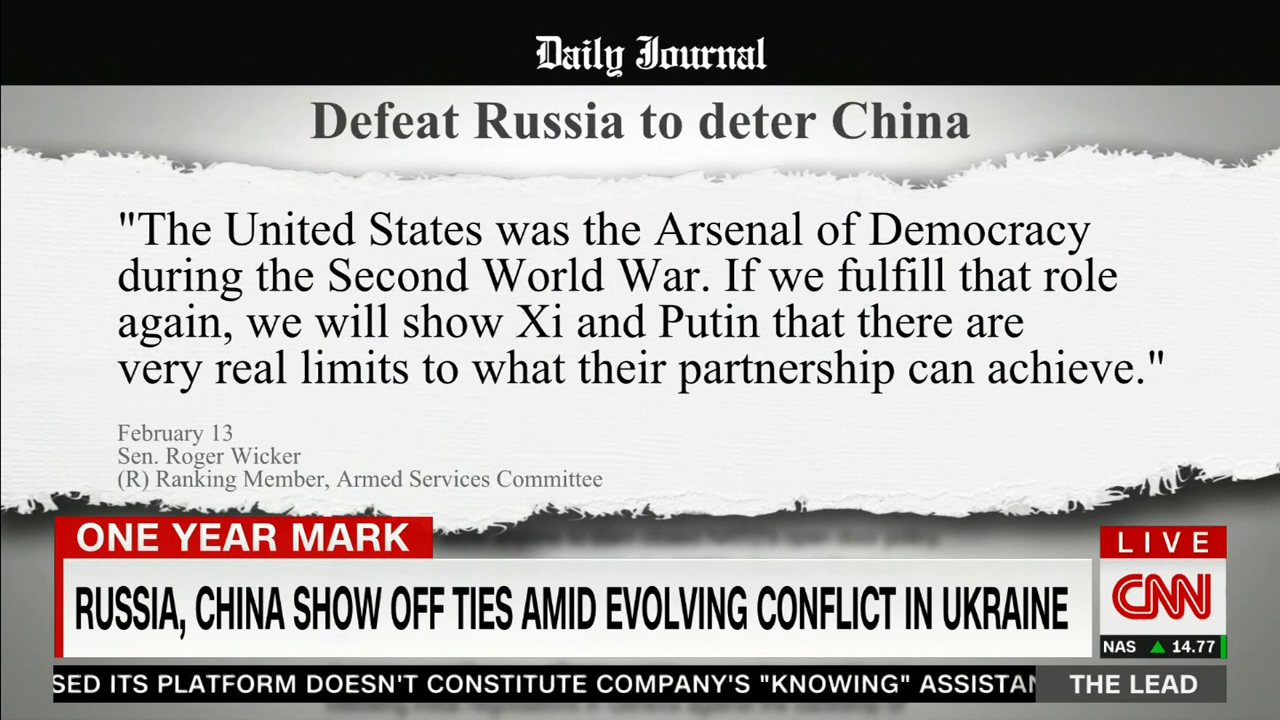 Daily Journal
Defeat Russia to deter China
"The United States was the Arsenal of Democracy
during the Second World War. If we fulfill that role
again, we will show Xi and Putin that there are
very real limits to what their partnership can achieve."
February 13
Sen. Roger Wicker
(R) Ranking Member, Armed Services Committee
ONE YEAR MARK
RUSSIA, CHINA SHOW OFF TIES AMID EVOLVING CONFLICT IN UKRAINE
LIVE
CNN
NAS ▲ 14.77
SED ITS PLATFORM DOESN'T CONSTITUTE COMPANY'S "KNOWING" ASSISTAN
THE LEAD